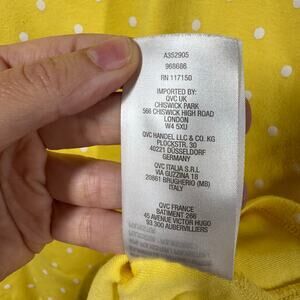 A352905
968686
RN 117150
IMPORTED BY:
QVC UK
CHISWICK PARK
566 CHISWICK HIGH ROAD
LONDON
W4 5XU
QVC HANDEL LLC & CO. KG
PLOCKSTR. 30
40221 DÜSSELDORF
GERMANY
QVC ITALIA S.R.L
VIA GUZZINA 18
20861 BRUGHERIO (MB)
ITALY
QVC FRANCE
BATIMENT 266
45 AVENUE VICTOR HUGO
93 300 AUBERVILLIERS